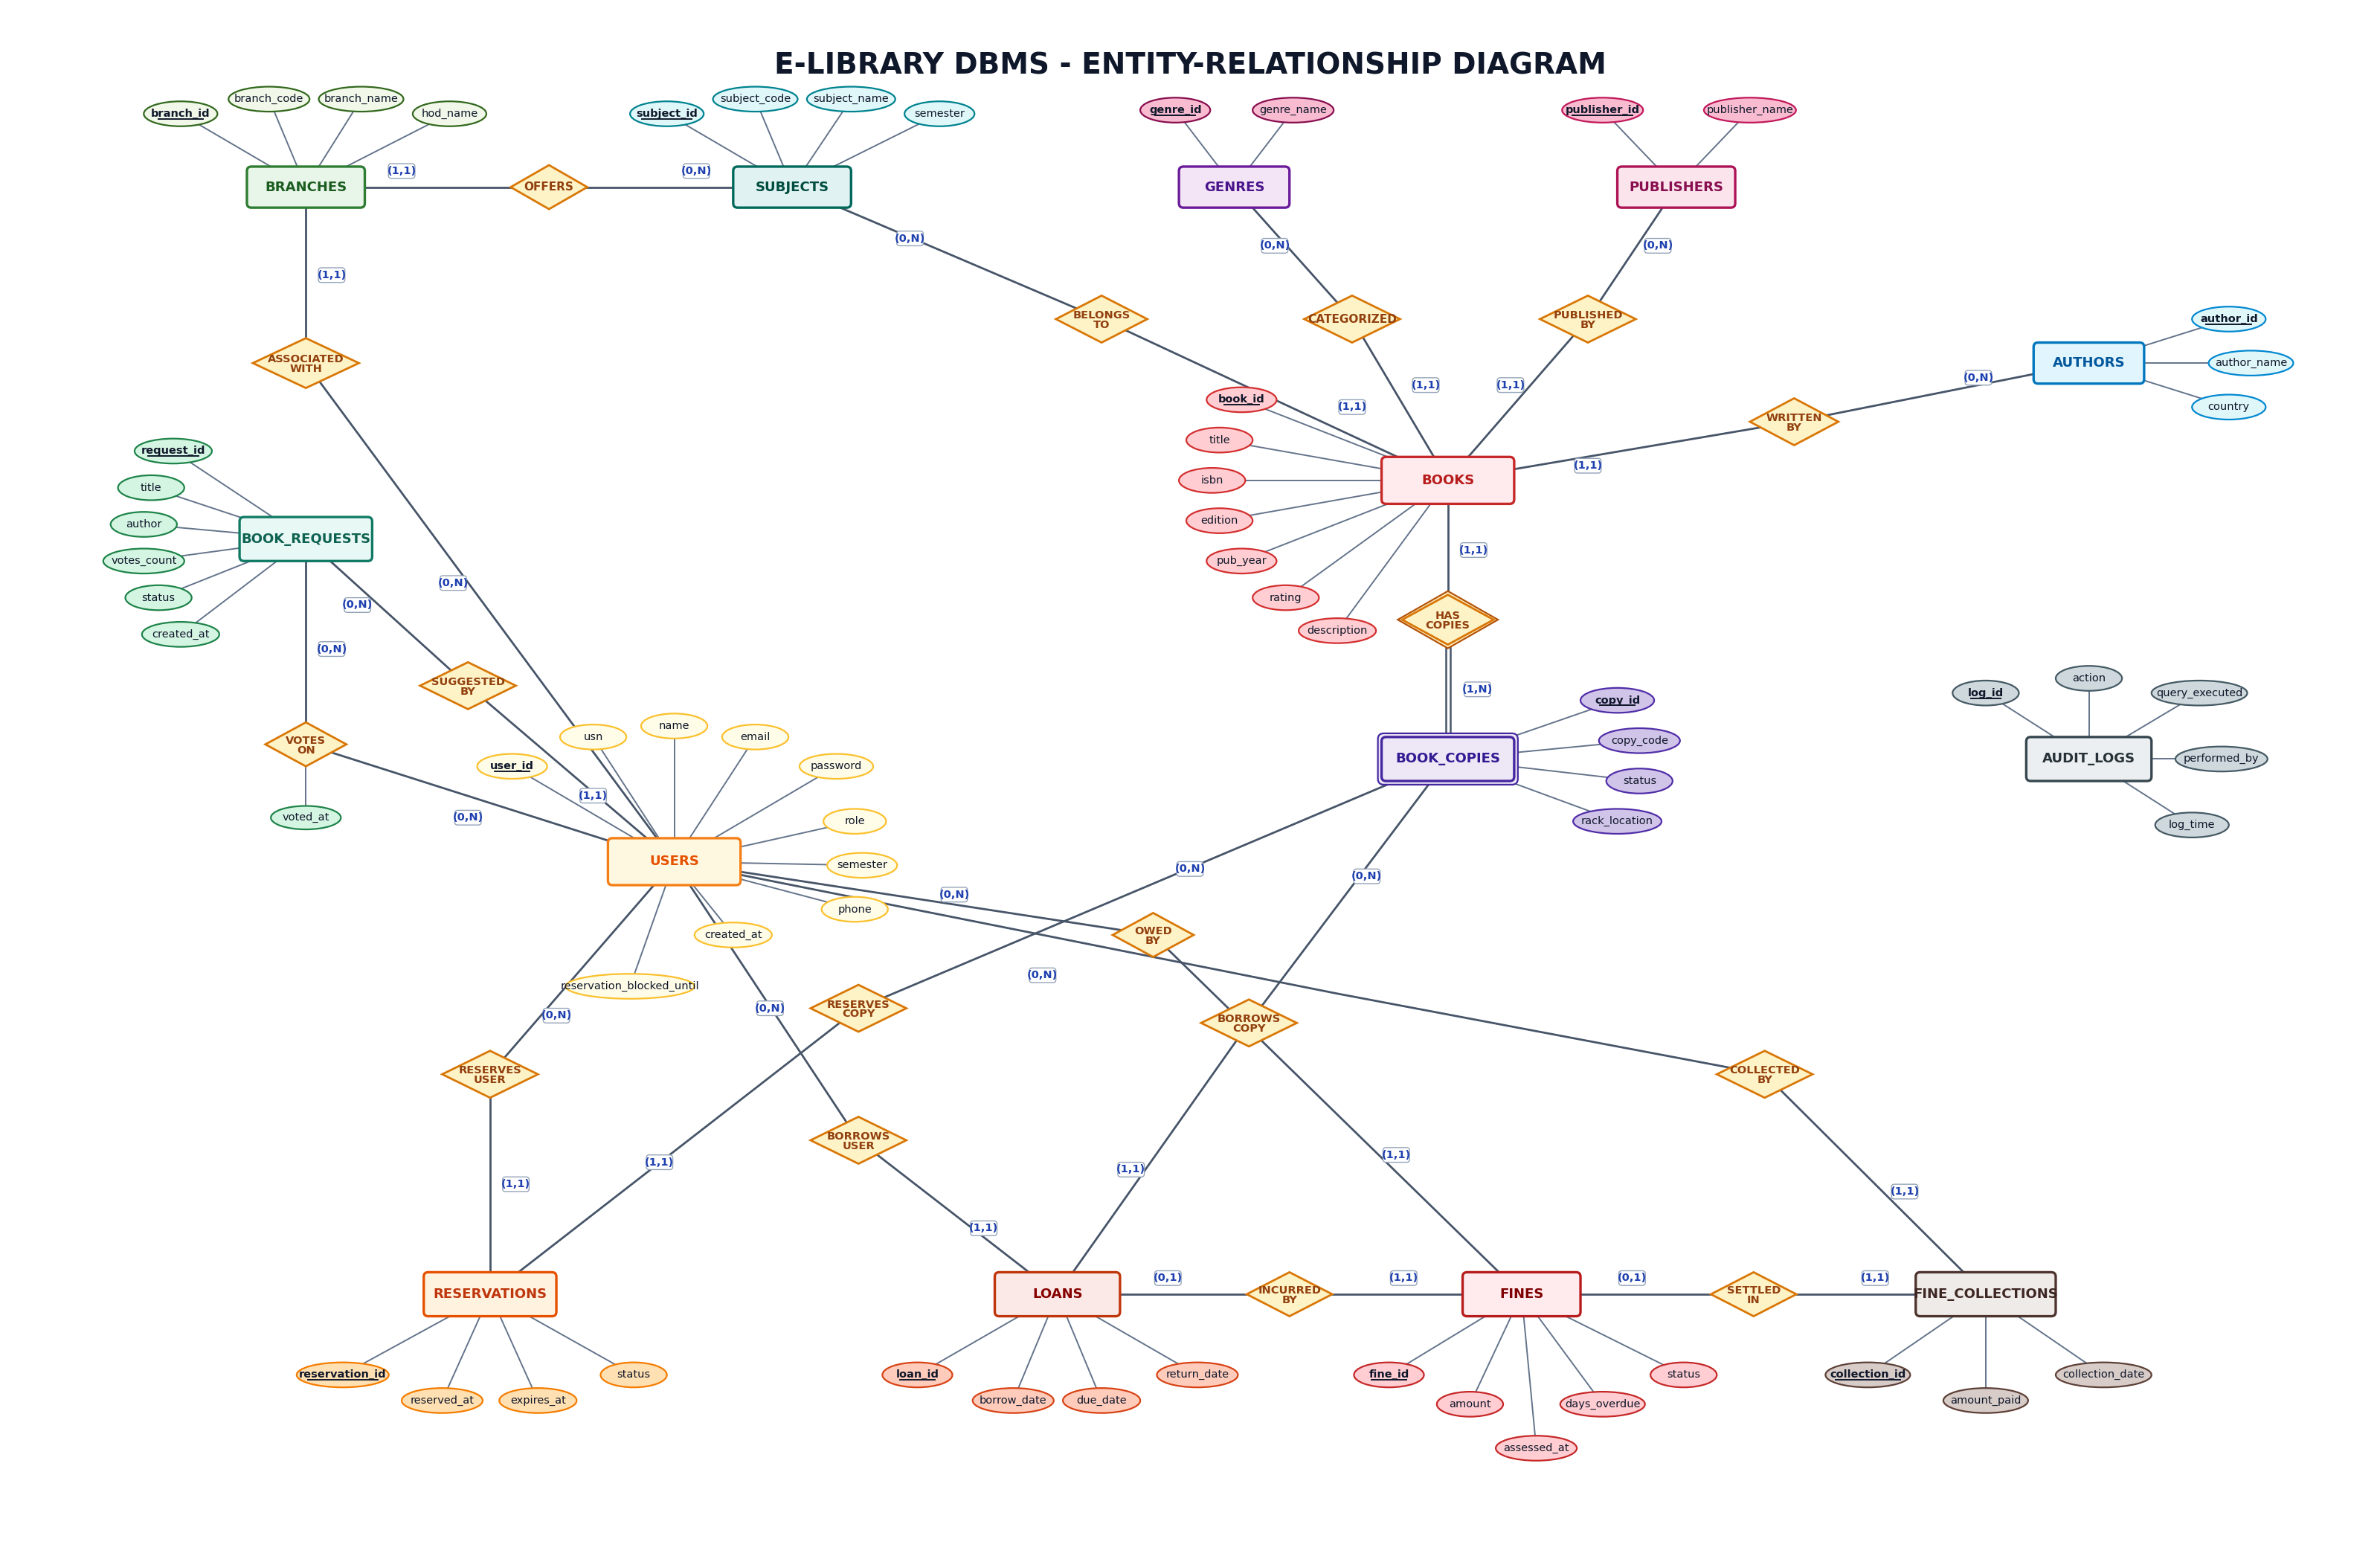 E-LIBRARY DBMS - ENTITY-RELATIONSHIP DIAGRAM
branch_id
branch_code
branch_name
hod_name
subject_id
subject_code
subject_name
semester
genre_id
genre_name
publisher_id
publisher_name
BRANCHES
(1,1)
OFFERS
(0,N)
SUBJECTS
GENRES
PUBLISHERS
(0,N)
(0,N)
(0,N)
(1,1)
BELONGS
TO
CATEGORIZED
PUBLISHED
BY
author_id
AUTHORS
author_name
country
ASSOCIATED
WITH
(0,N)
(1,1)
(1,1)
(1,1)
WRITTEN
BY
book_id
title
isbn
edition
pub_year
rating
description
BOOKS
(1,1)
request_id
title
author
votes_count
status
created_at
BOOK_REQUESTS
(0,N)
(0,N)
(0,N)
(1,1)
HAS
COPIES
(1,N)
SUGGESTED
BY
VOTES
ON
voted_at
(0,N)
(1,1)
user_id
usn
name
email
password
role
semester
phone
created_at
reservation_blocked_until
USERS
BOOK_COPIES
copy_id
copy_code
status
rack_location
log_id
action
query_executed
AUDIT_LOGS
performed_by
log_time
(0,N)
(0,N)
(0,N)
OWED
BY
(0,N)
(0,N)
(0,N)
RESERVES
COPY
BORROWS
COPY
RESERVES
USER
COLLECTED
BY
BORROWS
USER
(1,1)
(1,1)
(1,1)
(1,1)
(1,1)
(1,1)
RESERVATIONS
LOANS
(0,1)
INCURRED
BY
(1,1)
FINES
(0,1)
SETTLED
IN
(1,1)
FINE_COLLECTIONS
reservation_id
reserved_at
expires_at
status
loan_id
borrow_date
due_date
return_date
fine_id
amount
assessed_at
days_overdue
status
collection_id
amount_paid
collection_date